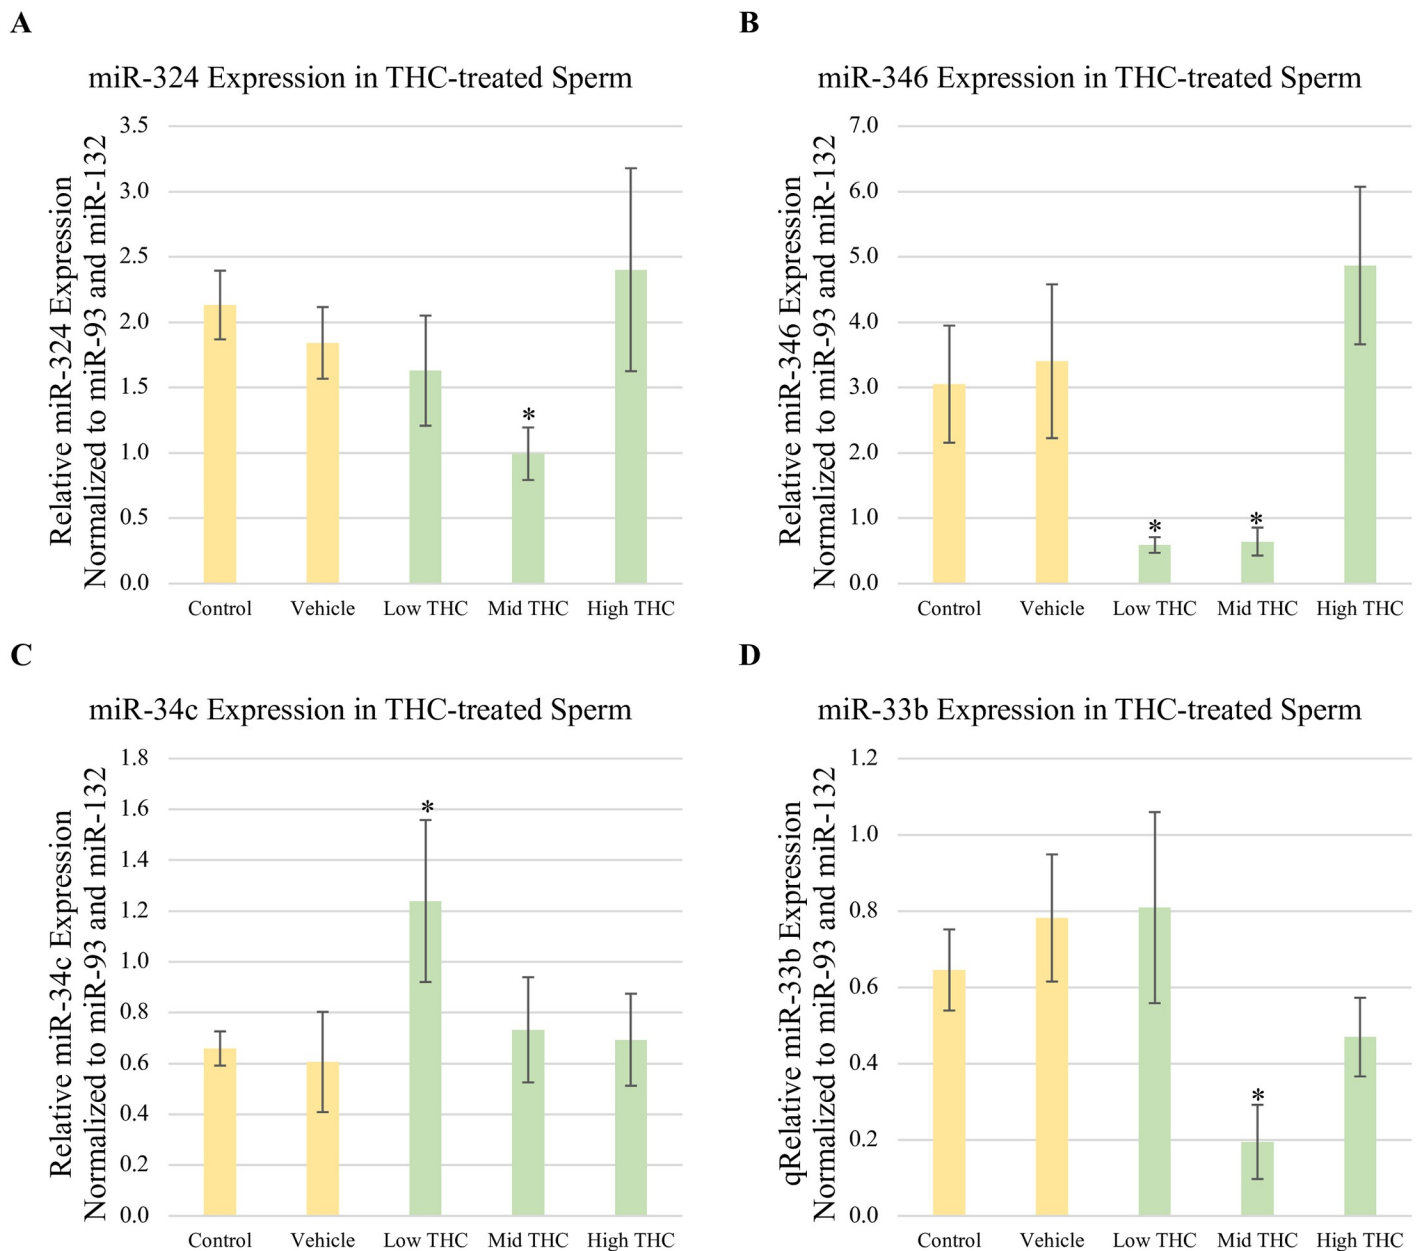 A
miR-324 Expression in THC-treated Sperm
Relative miR-324 Expression
Normalized to miR-93 and miR-132
3.5
3.0
2.5
2.0
1.5
1.0
0.5
0.0
*
Control Vehicle Low THC Mid THC High THC
B
miR-346 Expression in THC-treated Sperm
Relative miR-346 Expression
Normalized to miR-93 and miR-132
7.0
6.0
5.0
4.0
3.0
2.0
1.0
0.0
* *
Control Vehicle Low THC Mid THC High THC
C
miR-34c Expression in THC-treated Sperm
Relative miR-34c Expression
Normalized to miR-93 and miR-132
1.8
1.6
1.4
1.2
1.0
0.8
0.6
0.4
0.2
0.0
*
Control Vehicle Low THC Mid THC High THC
D
miR-33b Expression in THC-treated Sperm
qRelative miR-33b Expression
Normalized to miR-93 and miR-132
1.2
1.0
0.8
0.6
0.4
0.2
0.0
*
Control Vehicle Low THC Mid THC High THC